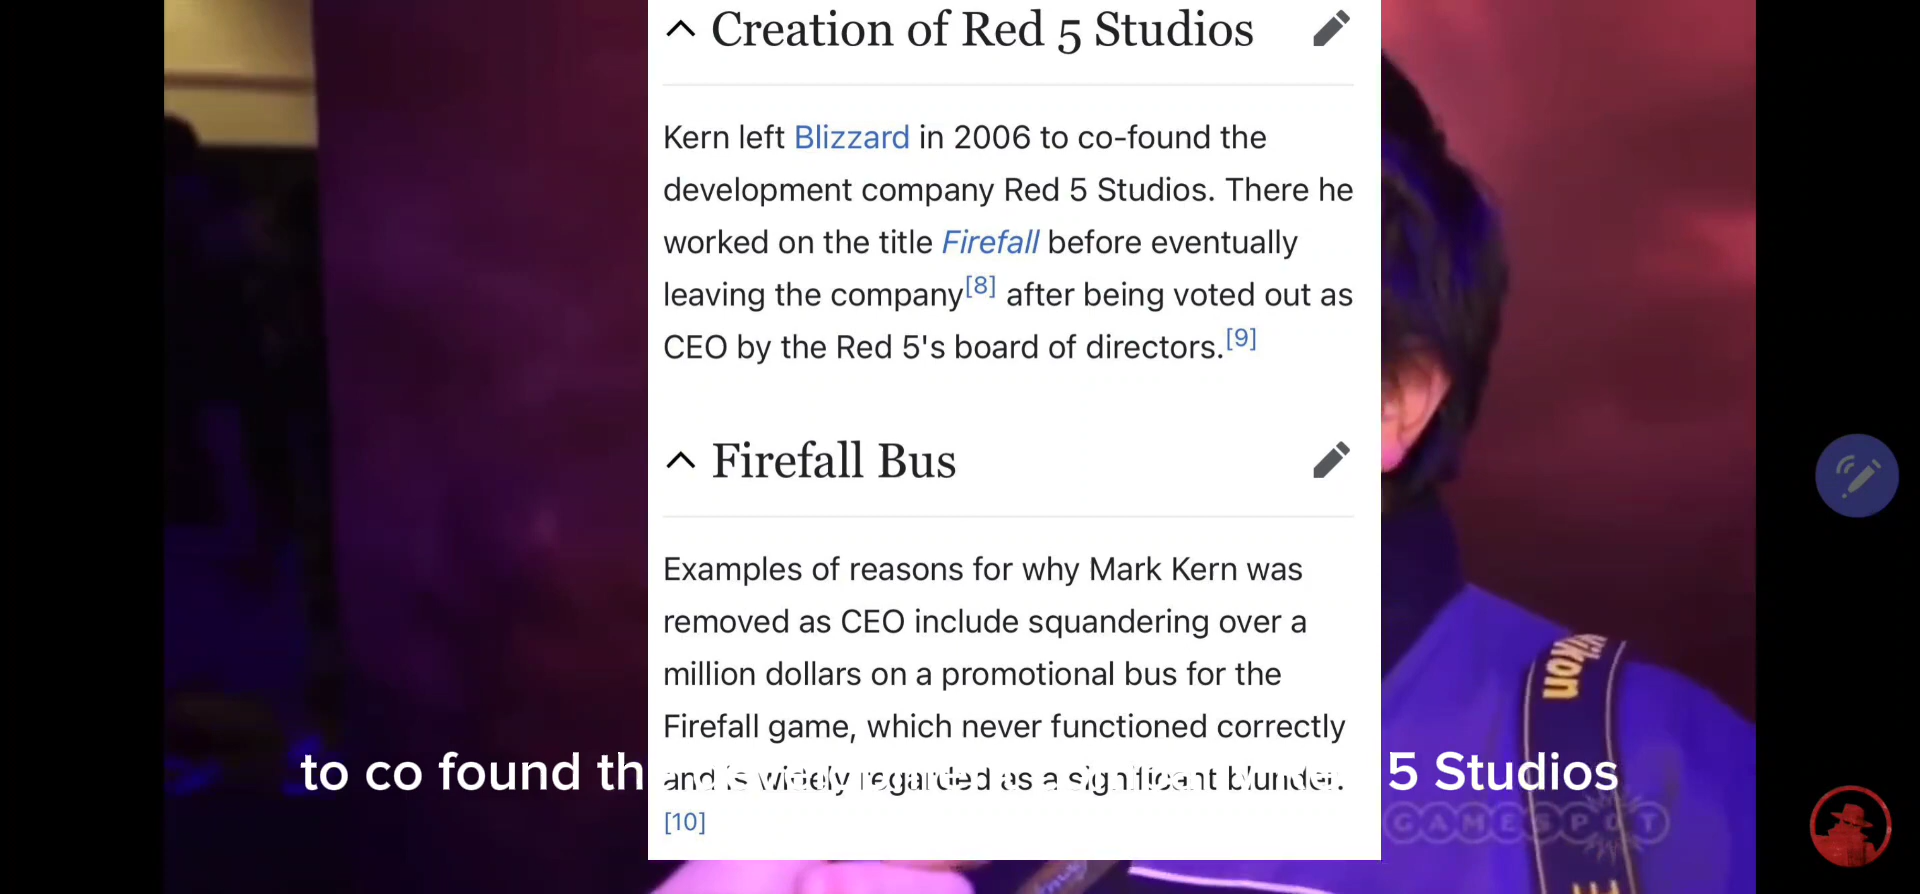 Creation of Red 5 Studios
Kern left Blizzard in 2006 to co-found the
development company Red 5 Studios. There he
worked on the title Firefall before eventually
leaving the company[8] after being voted out as
CEO by the Red 5's board of directors.[9]
Firefall Bus
Examples of reasons for why Mark Kern was
removed as CEO include squandering over a
million dollars on a promotional bus for the
Firefall game, which never functioned correctly
and is widely regarded as a significant blunder.
[10]
to co found th
5 Studios
Nikon
GAMESPOT